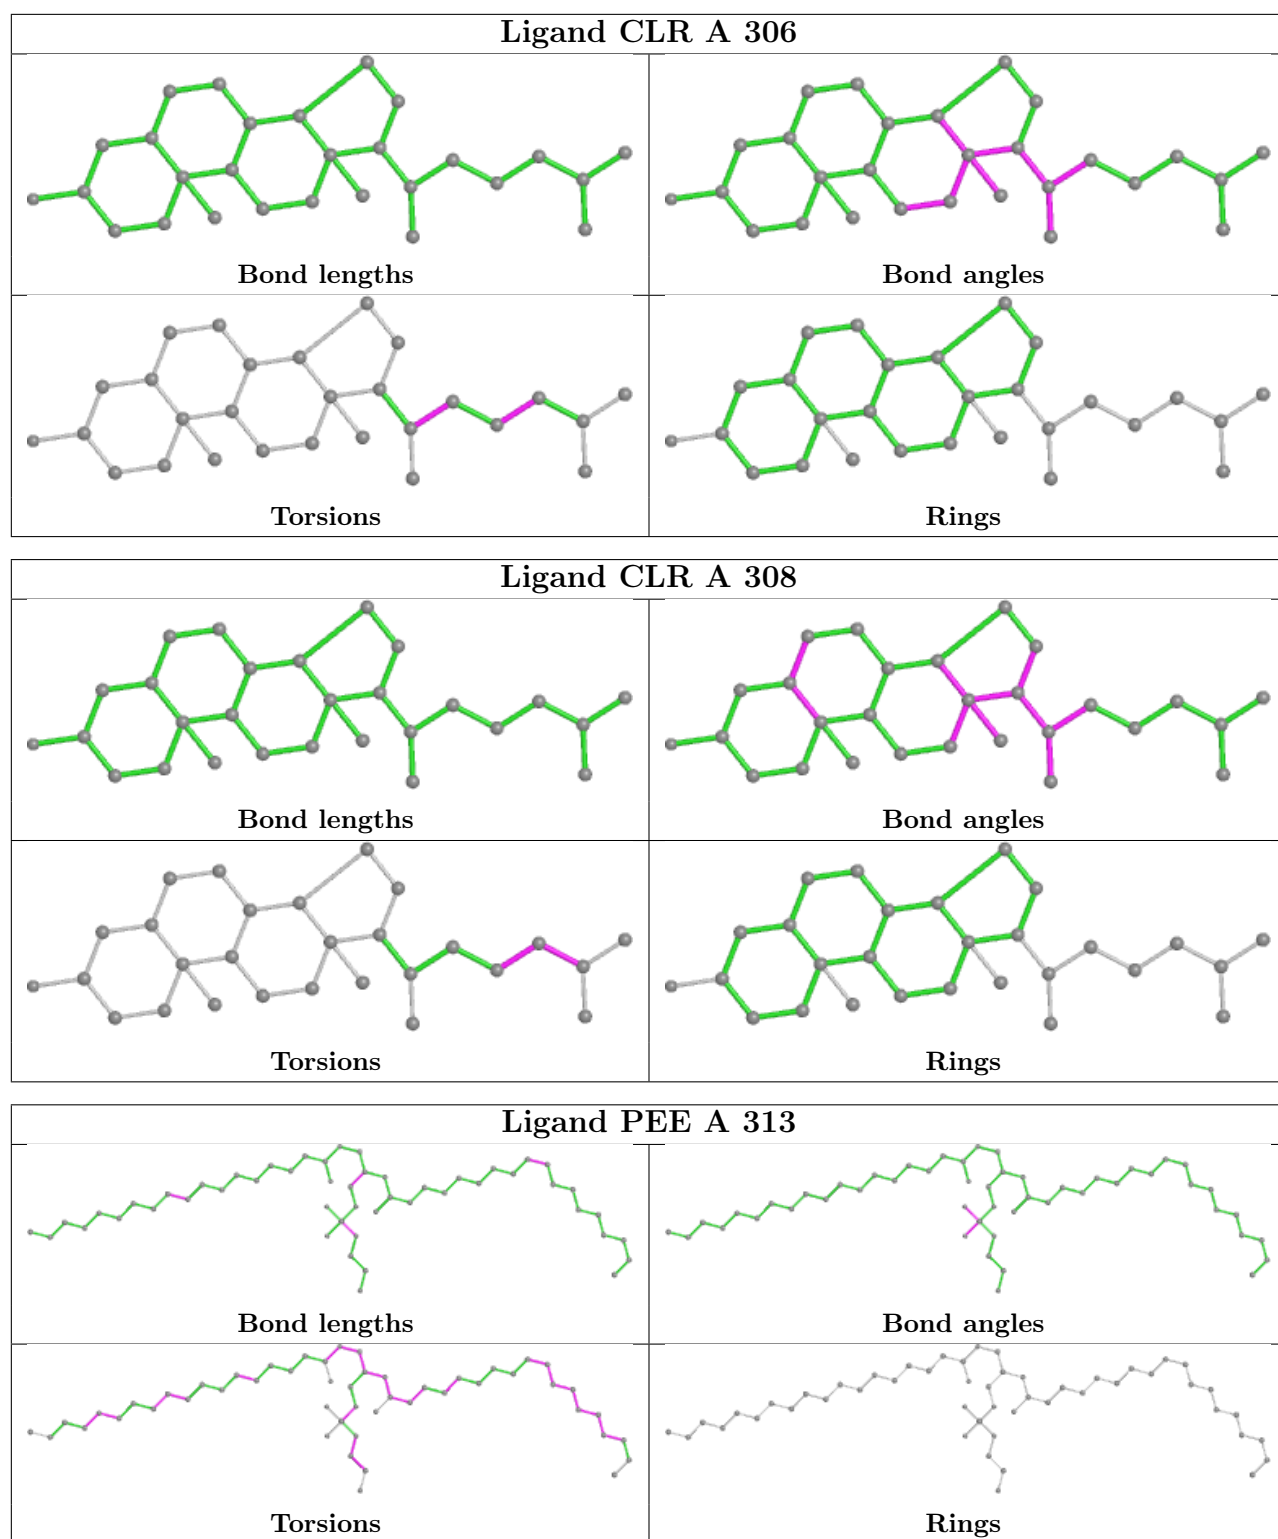 Ligand CLR A 306
Bond lengths
Bond angles
Torsions
Rings
Ligand CLR A 308
Bond lengths
Bond angles
Torsions
Rings
Ligand PEE A 313
Bond lengths
Bond angles
Torsions
Rings